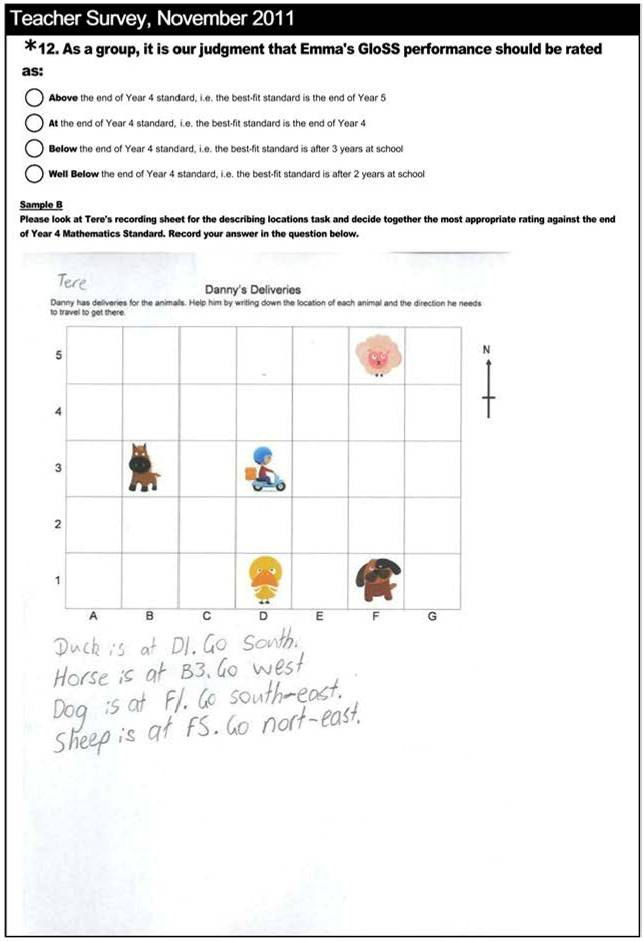 Teacher Survey, November 2011
*12. As a group, it is our judgment that Emma's GloSS performance should be rated
as:
Above the end of Year 4 standard, i.e. the best-fit standard is the end of Year 5
At the end of Year 4 standard, i.e. the best-fit standard is the end of Year 4
Below the end of Year 4 standard, i.e. the best-fit standard is after 3 years at school
Well Below the end of Year 4 standard, i.e. the best-fit standard is after 2 years at school
Sample B
Please look at Tere's recording sheet for the describing locations task and decide together the most appropriate rating against the end
of Year 4 Mathematics Standard. Record your answer in the question below.
Tere
Danny's Deliveries
Danny has deliveries for the animals. Help him by writing down the location of each animal and the direction he needs
to travel to get there.
N
5
4
3
2
1
A B C D E F G
Duck is at D1. Go South.
Horse is at B3. Go west
Dog is at F1. Go south-east.
Sheep is at F5. Go nort-east.